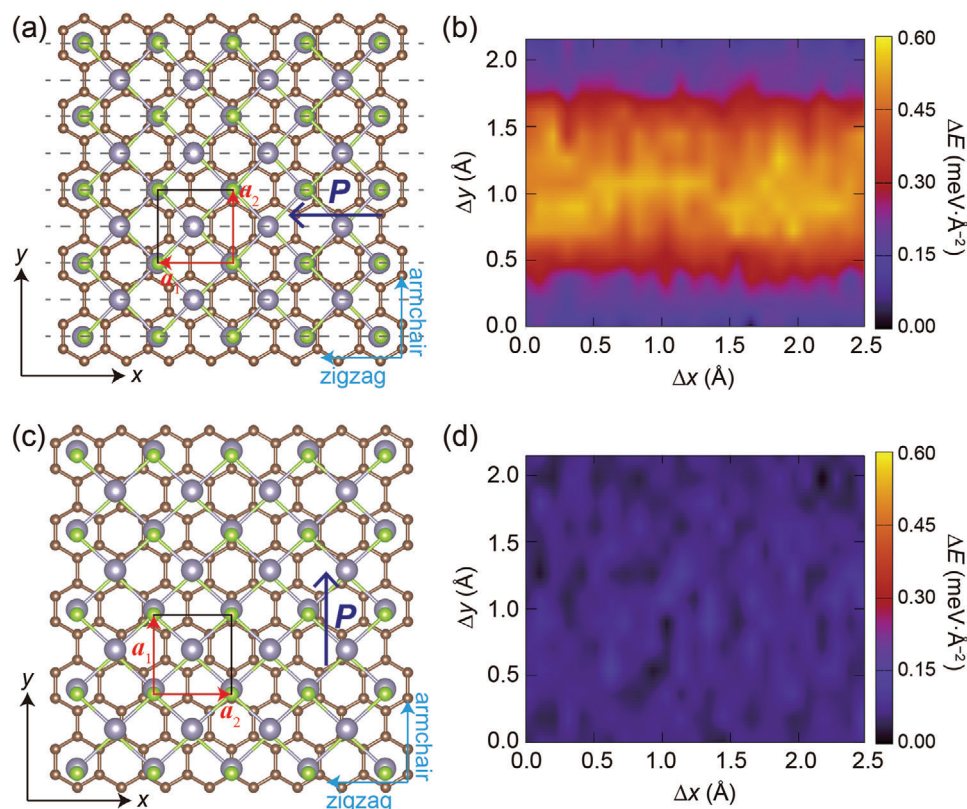 (a)
a₂
P
a₁
y
x
armchair
zigzag
(b)
2.0
1.5
1.0
0.5
0.0
Δy (Å)
0.0 0.5 1.0 1.5 2.0 2.5
Δx (Å)
0.60
0.45
0.30
0.15
0.00
ΔE (meV·Å⁻²)
(c)
P
a₁
a₂
y
x
armchair
zigzag
(d)
2.0
1.5
1.0
0.5
0.0
Δy (Å)
0.0 0.5 1.0 1.5 2.0 2.5
Δx (Å)
0.60
0.45
0.30
0.15
0.00
ΔE (meV·Å⁻²)